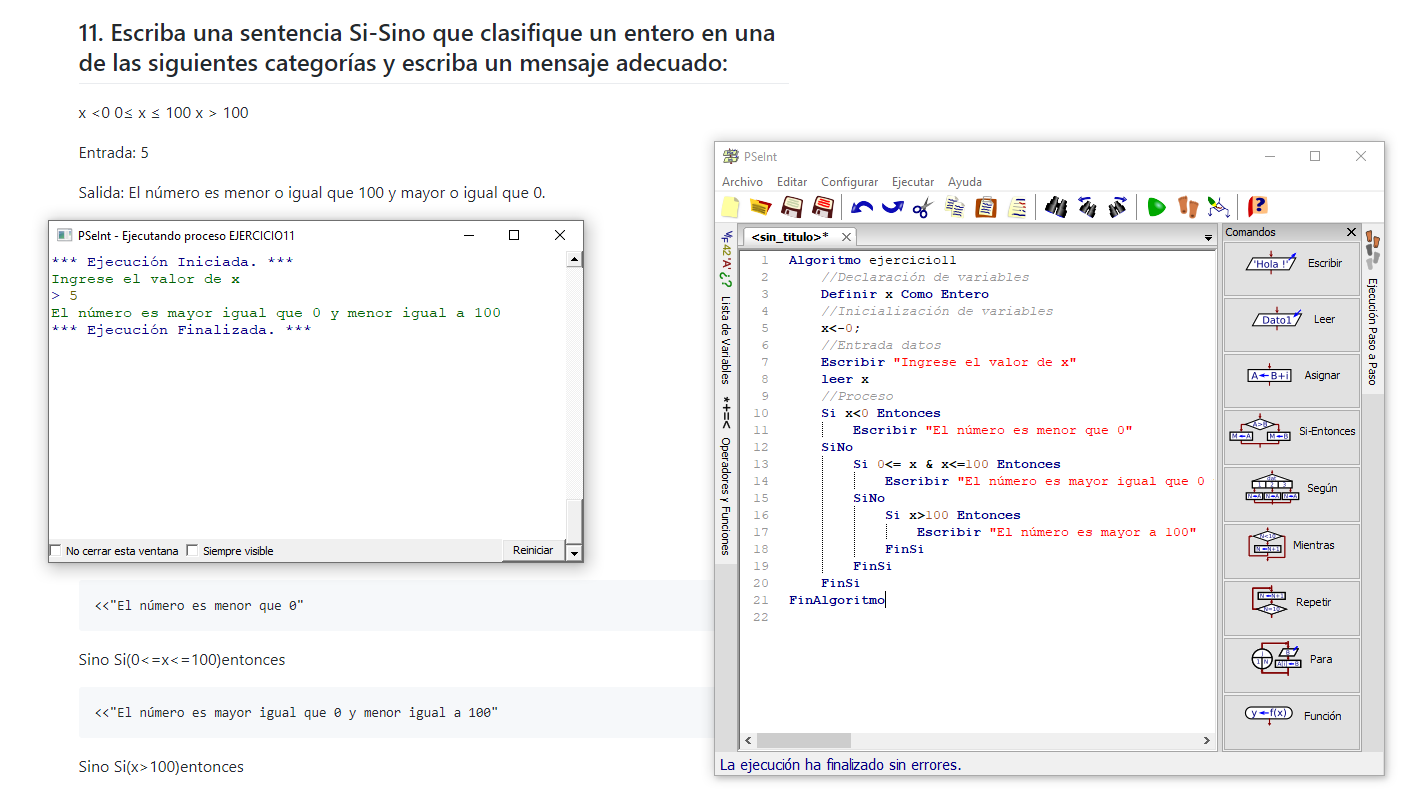 11. Escriba una sentencia Si-Sino que clasifique un entero en una
de las siguientes categorías y escriba un mensaje adecuado:
x <0 0≤ x ≤ 100 x > 100
Entrada: 5
Salida: El número es menor o igual que 100 y mayor o igual que 0.
PSeInt - Ejecutando proceso EJERCICIO11
*** Ejecución Iniciada. ***
Ingrese el valor de x
> 5
El número es mayor igual que 0 y menor igual a 100
*** Ejecución Finalizada. ***
No cerrar esta ventana
Siempre visible
Reiniciar
<<"El número es menor que 0"
Sino Si(0<=x<=100)entonces
<<"El número es mayor igual que 0 y menor igual a 100"
Sino Si(x>100)entonces
PSeInt
Archivo Editar Configurar Ejecutar Ayuda
<sin_titulo>*
Lista de Variables
*+=< Operadores y Funciones
1 Algoritmo ejercicio11
2 //Declaración de variables
3 Definir x Como Entero
4 //Inicialización de variables
5 x<-0;
6 //Entrada datos
7 Escribir "Ingrese el valor de x"
8 leer x
9 //Proceso
10 Si x<0 Entonces
11 Escribir "El número es menor que 0"
12 SiNo
13 Si 0<= x & x<=100 Entonces
14 Escribir "El número es mayor igual que 0
15 SiNo
16 Si x>100 Entonces
17 Escribir "El número es mayor a 100"
18 FinSi
19 FinSi
20 FinSi
21 FinAlgoritmo
22
Comandos
'Hola !' Escribir
Dato1 Leer
A←B+i Asignar
A>B M←A M←B Si-Entonces
Según
Mientras
Repetir
Para
y←f(x) Función
Ejecución Paso a Paso
La ejecución ha finalizado sin errores.